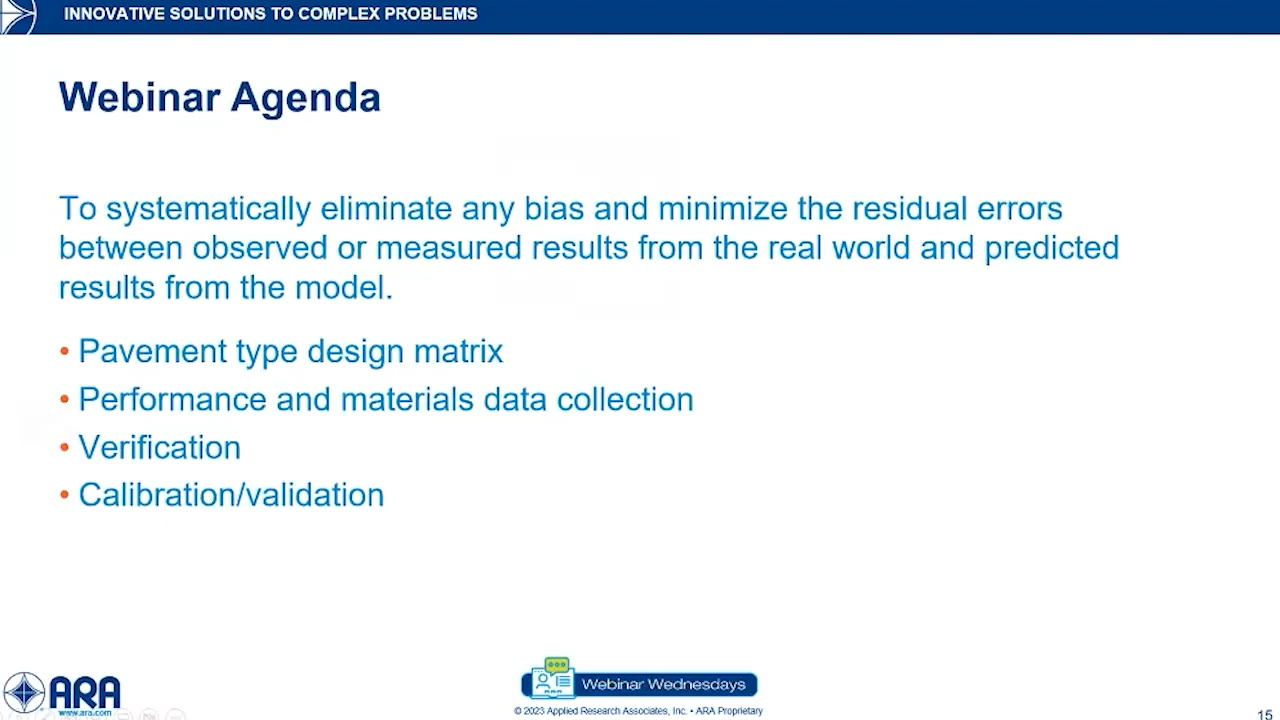 INNOVATIVE SOLUTIONS TO COMPLEX PROBLEMS
Webinar Agenda
To systematically eliminate any bias and minimize the residual errors
between observed or measured results from the real world and predicted
results from the model.
• Pavement type design matrix
• Performance and materials data collection
• Verification
• Calibration/validation
ARA
www.ara.com
Webinar Wednesdays
© 2023 Applied Research Associates, Inc. • ARA Proprietary
15